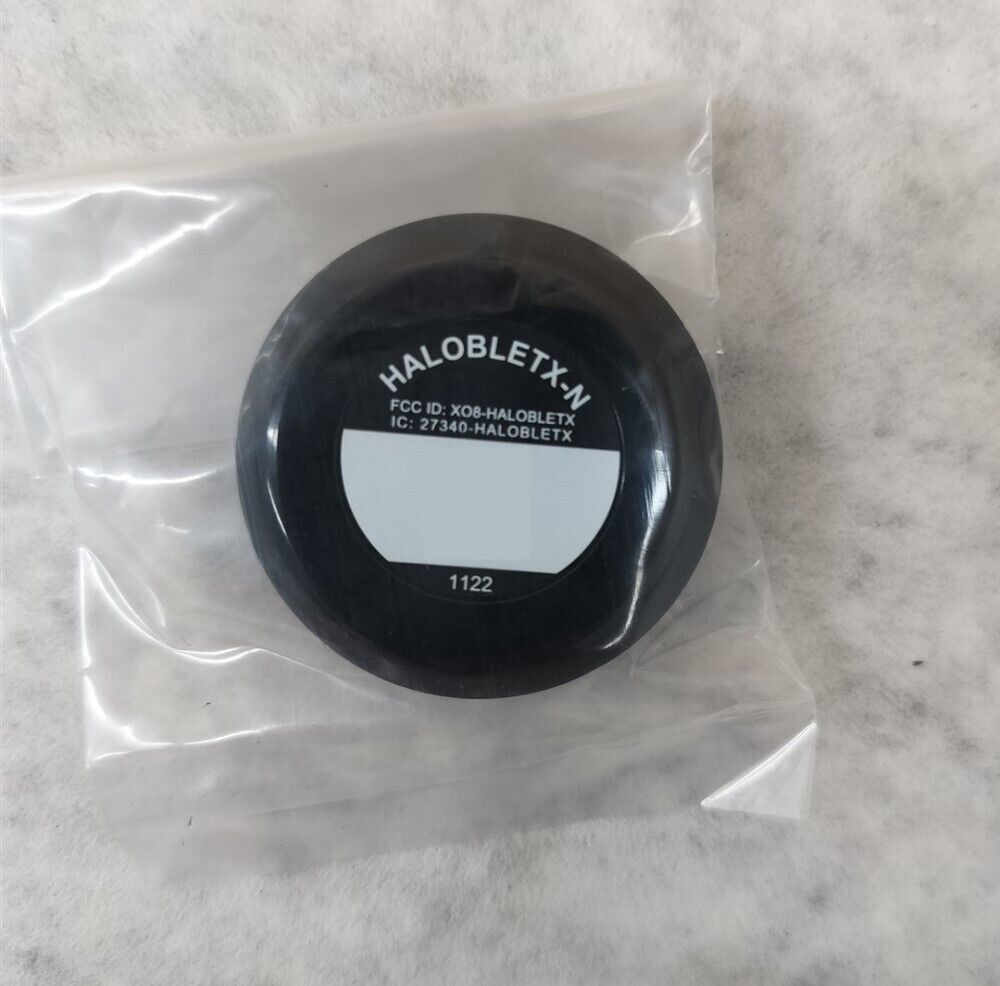 HALOBLETX-N
FCC ID: XO8-HALOBLETX
IC: 27340-HALOBLETX
1122